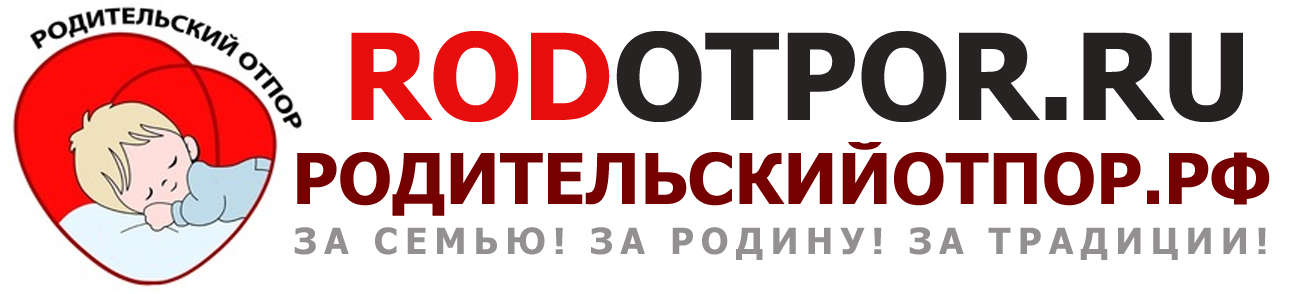 РОДИТЕЛЬСКИЙ ОТПОР
RODOTPOR.RU
РОДИТЕЛЬСКИЙОТПОР.РФ
ЗА СЕМЬЮ! ЗА РОДИНУ! ЗА ТРАДИЦИИ!